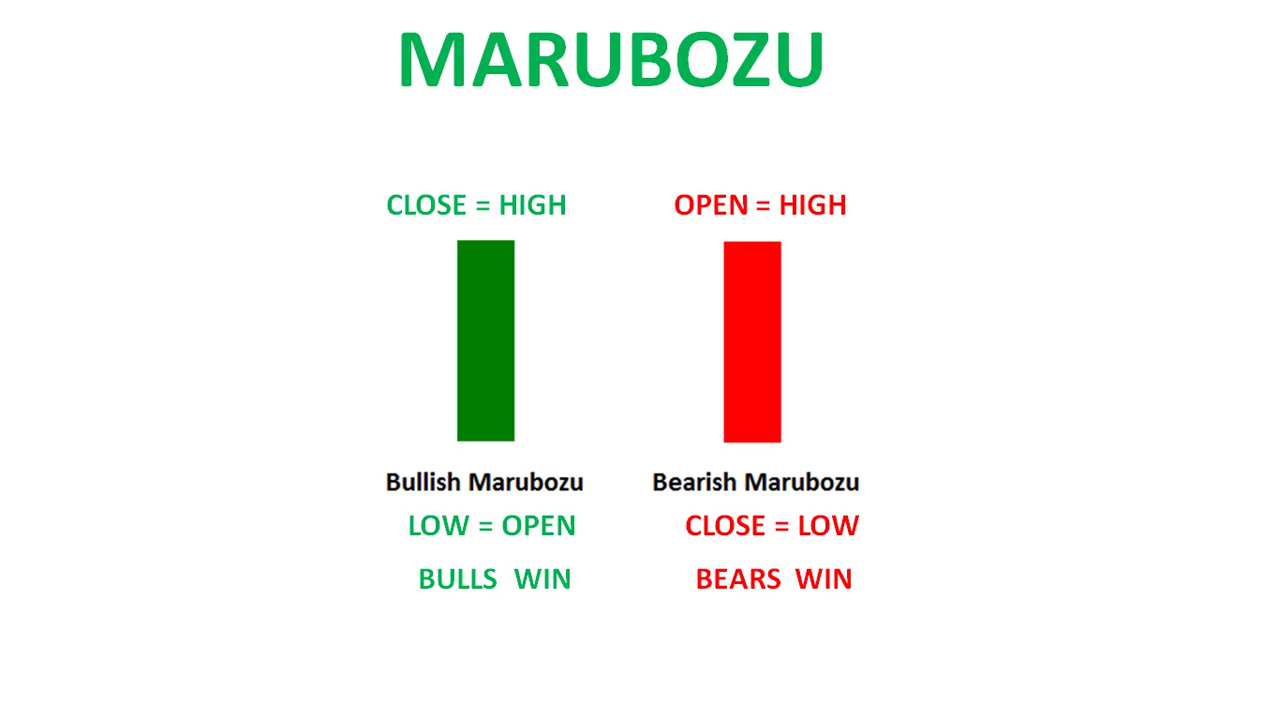 MARUBOZU
CLOSE = HIGH
OPEN = HIGH
Bullish Marubozu
Bearish Marubozu
LOW = OPEN
CLOSE = LOW
BULLS WIN
BEARS WIN